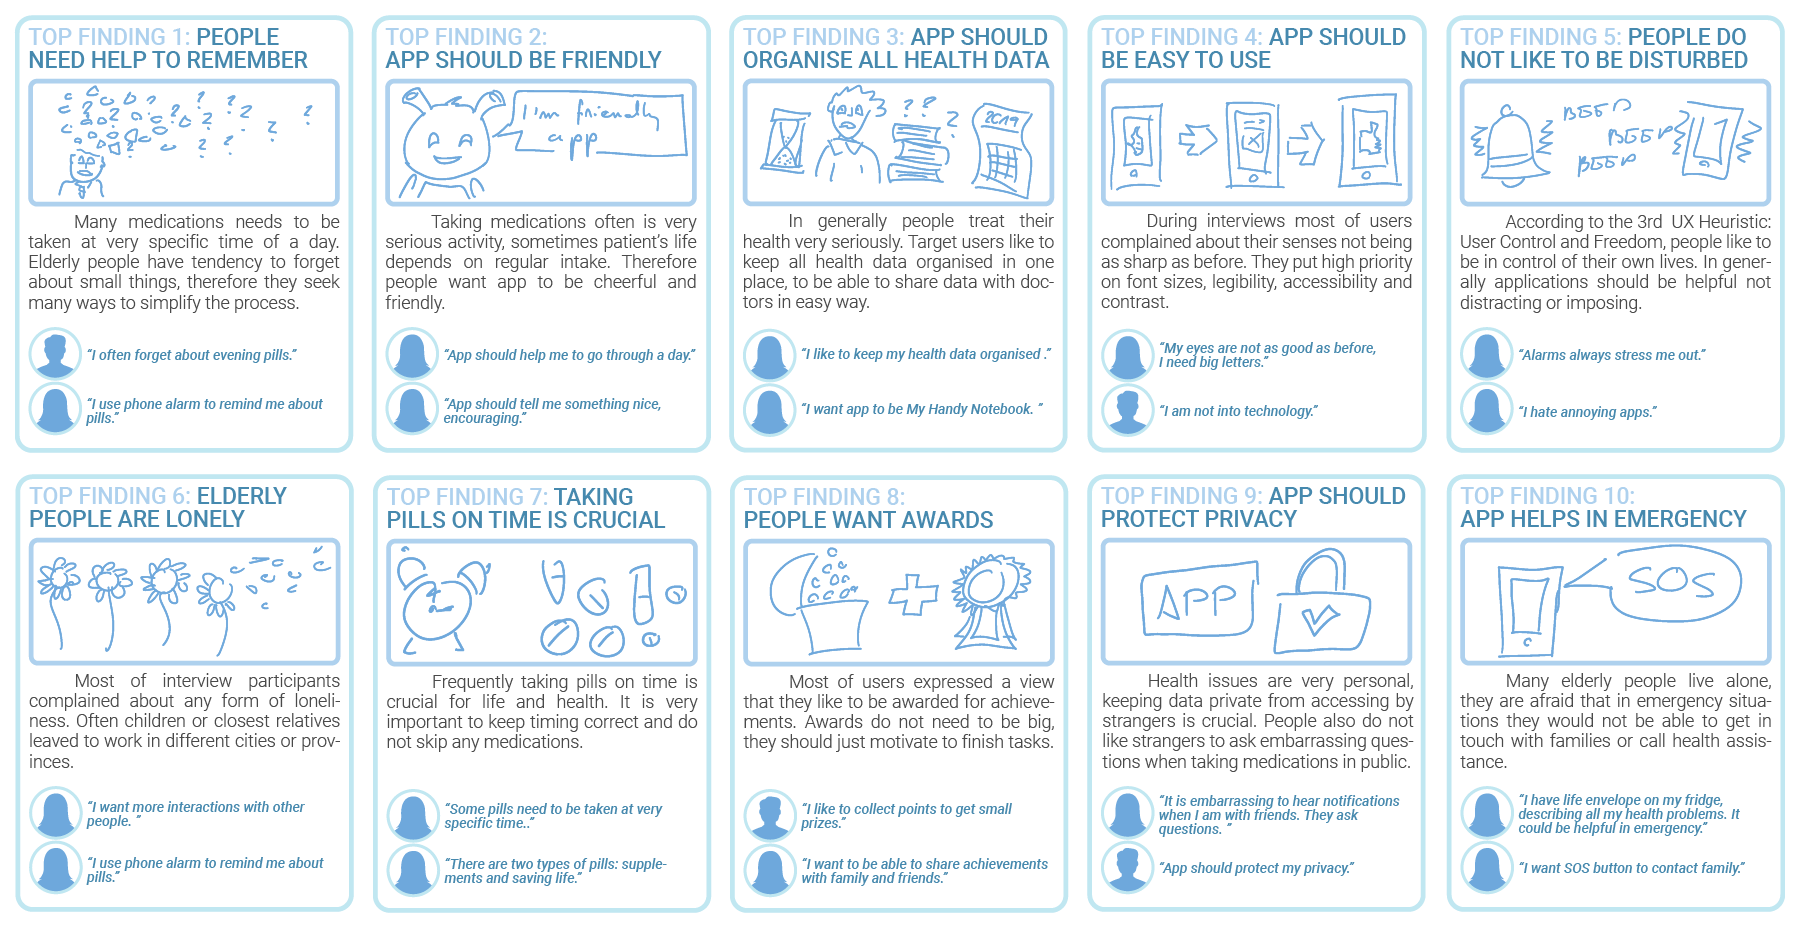 TOP FINDING 1: PEOPLE
NEED HELP TO REMEMBER
Many medications needs to be
taken at very specific time of a day.
Elderly people have tendency to forget
about small things, therefore they seek
many ways to simplify the process.
“I often forget about evening pills.”
“I use phone alarm to remind me about
pills.”
TOP FINDING 2:
APP SHOULD BE FRIENDLY
I'm friendly
app
Taking medications often is very
serious activity, sometimes patient’s life
depends on regular intake. Therefore
people want app to be cheerful and
friendly.
“App should help me to go through a day.”
“App should tell me something nice,
encouraging.”
TOP FINDING 3: APP SHOULD
ORGANISE ALL HEALTH DATA
? ? ?
2019
In generally people treat their
health very seriously. Target users like to
keep all health data organised in one
place, to be able to share data with doc-
tors in easy way.
“I like to keep my health data organised .”
“I want app to be My Handy Notebook. ”
TOP FINDING 4: APP SHOULD
BE EASY TO USE
During interviews most of users
complained about their senses not being
as sharp as before. They put high priority
on font sizes, legibility, accessibility and
contrast.
“My eyes are not as good as before,
I need big letters.”
“I am not into technology.”
TOP FINDING 5: PEOPLE DO
NOT LIKE TO BE DISTURBED
BEEP
BEEP
BEEP
According to the 3rd UX Heuristic:
User Control and Freedom, people like to
be in control of their own lives. In gener-
ally applications should be helpful not
distracting or imposing.
“Alarms always stress me out.”
“I hate annoying apps.”
TOP FINDING 6: ELDERLY
PEOPLE ARE LONELY
Most of interview participants
complained about any form of loneli-
ness. Often children or closest relatives
leaved to work in different cities or prov-
inces.
“I want more interactions with other
people. ”
“I use phone alarm to remind me about
pills.”
TOP FINDING 7: TAKING
PILLS ON TIME IS CRUCIAL
Frequently taking pills on time is
crucial for life and health. It is very
important to keep timing correct and do
not skip any medications.
“Some pills need to be taken at very
specific time..”
“There are two types of pills: supple-
ments and saving life.”
TOP FINDING 8:
PEOPLE WANT AWARDS
Most of users expressed a view
that they like to be awarded for achieve-
ments. Awards do not need to be big,
they should just motivate to finish tasks.
“I like to collect points to get small
prizes.”
“I want to be able to share achievements
with family and friends.”
TOP FINDING 9: APP SHOULD
PROTECT PRIVACY
APP
Health issues are very personal,
keeping data private from accessing by
strangers is crucial. People also do not
like strangers to ask embarrassing ques-
tions when taking medications in public.
“It is embarrassing to hear notifications
when I am with friends. They ask
questions. ”
“App should protect my privacy.”
TOP FINDING 10:
APP HELPS IN EMERGENCY
SOS
Many elderly people live alone,
they are afraid that in emergency situa-
tions they would not be able to get in
touch with families or call health assis-
tance.
“I have life envelope on my fridge,
describing all my health problems. It
could be helpful in emergency.”
“I want SOS button to contact family.”